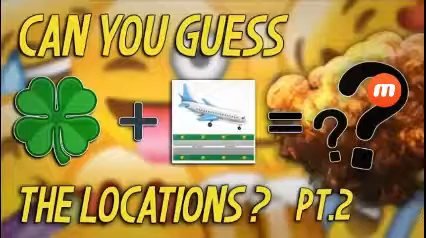 CAN YOU GUESS
+
=
??
m
THE LOCATIONS? PT.2